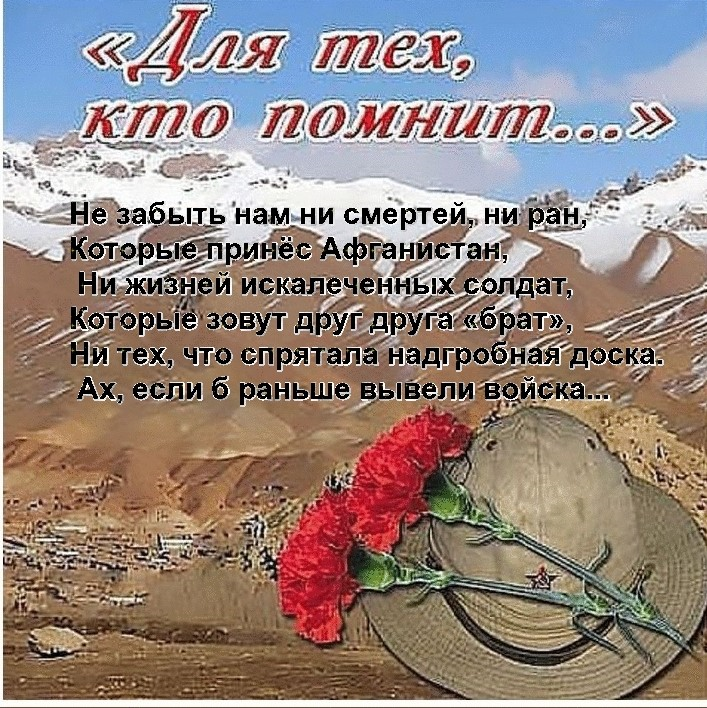 «Для тех,
кто помнит...»
Не забыть нам ни смертей, ни ран,
Которые принёс Афганистан,
Ни жизней искалеченных солдат,
Которые зовут друг друга «брат»,
Ни тех, что спрятала надгробная доска.
Ах, если б раньше вывели войска...